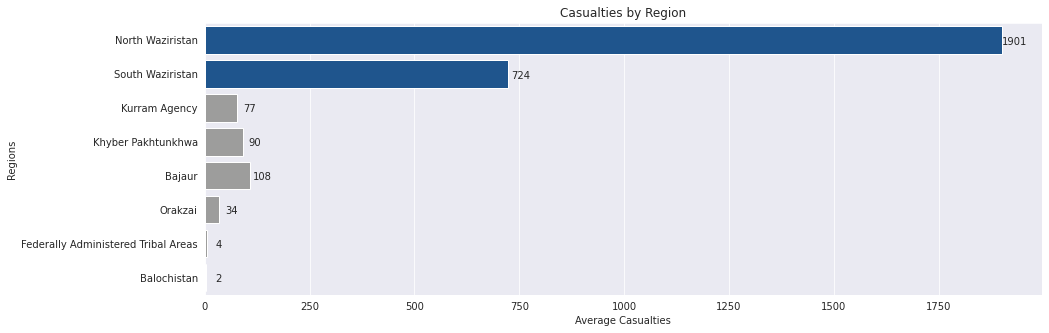 Casualties by Region
North Waziristan 1901
South Waziristan 724
Kurram Agency 77
Khyber Pakhtunkhwa 90
Bajaur 108
Orakzai 34
Federally Administered Tribal Areas 4
Balochistan 2
Regions
0 250 500 750 1000 1250 1500 1750
Average Casualties